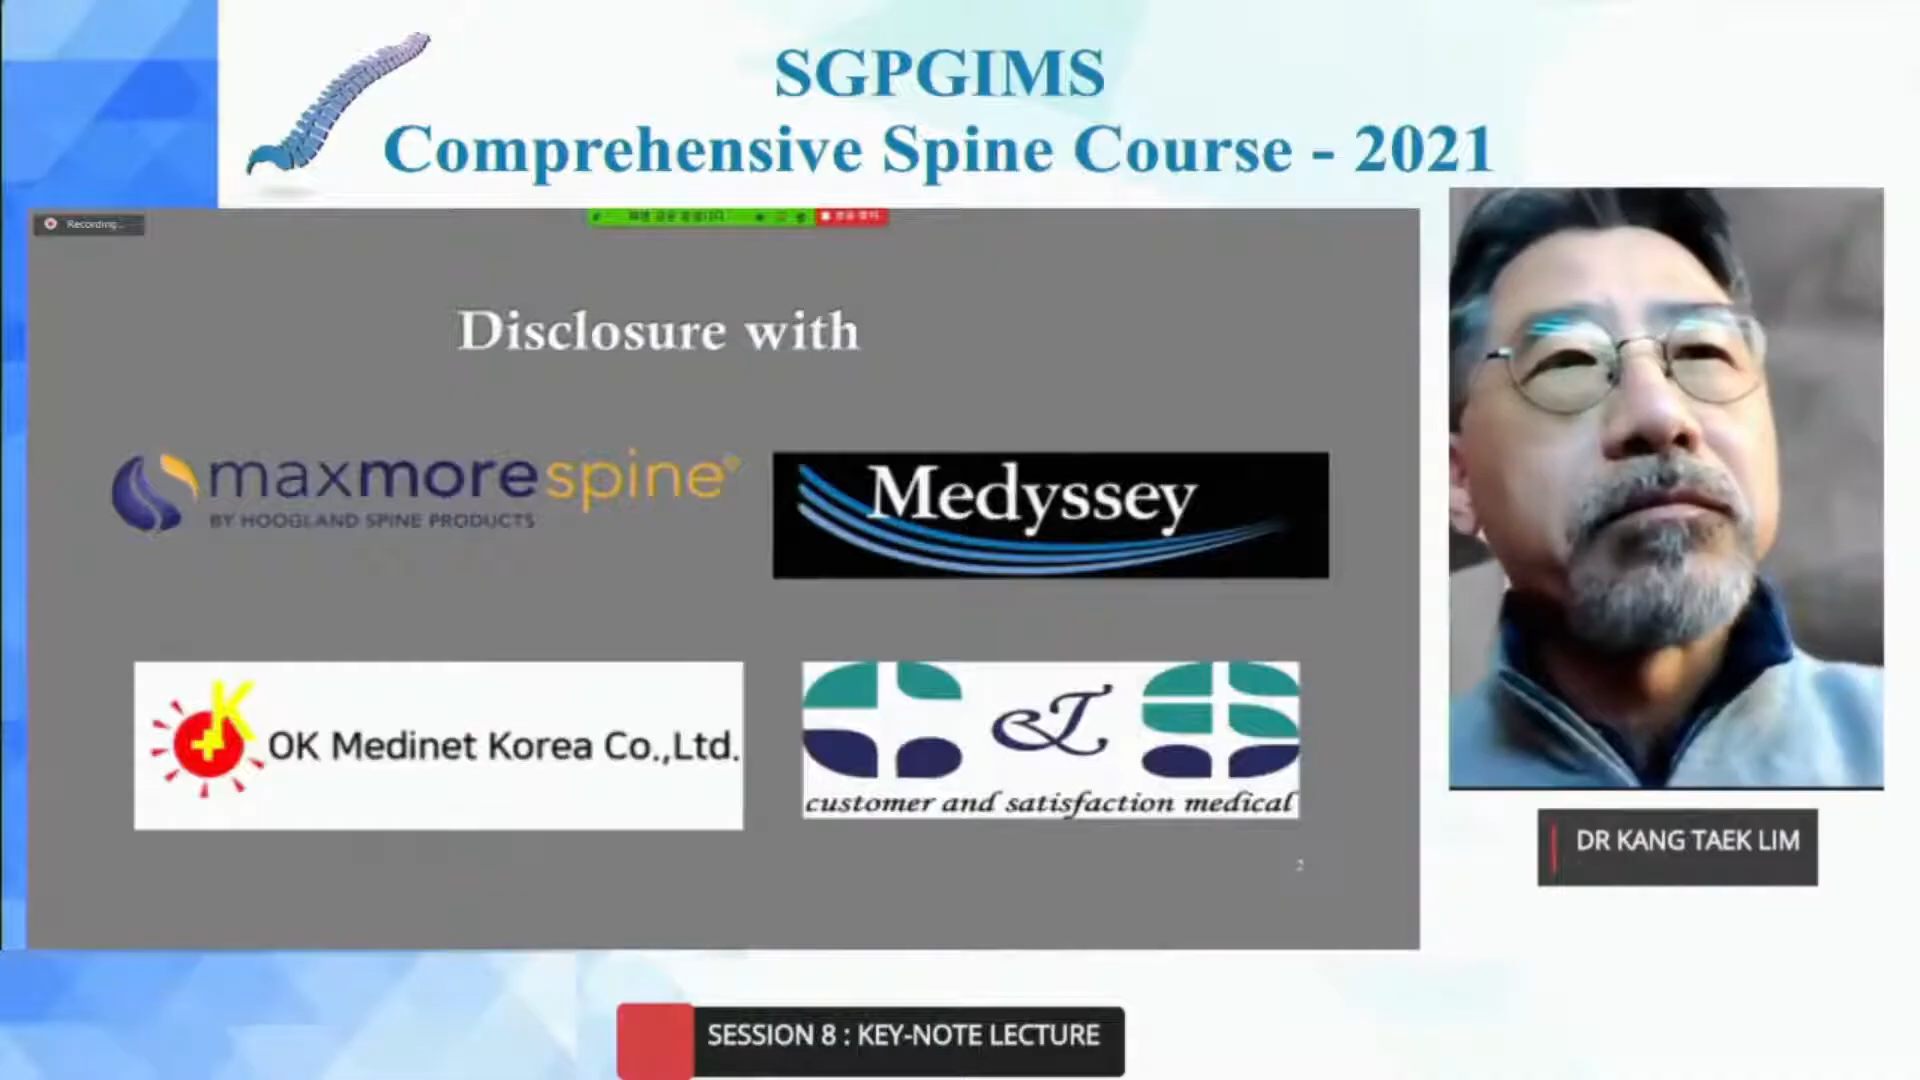 SGPGIMS
Comprehensive Spine Course - 2021
Recording...
Disclosure with
maxmorespine®
BY HOOGLAND SPINE PRODUCTS
Medyssey
K
OK Medinet Korea Co.,Ltd.
&
customer and satisfaction medical
2
DR KANG TAEK LIM
SESSION 8 : KEY-NOTE LECTURE